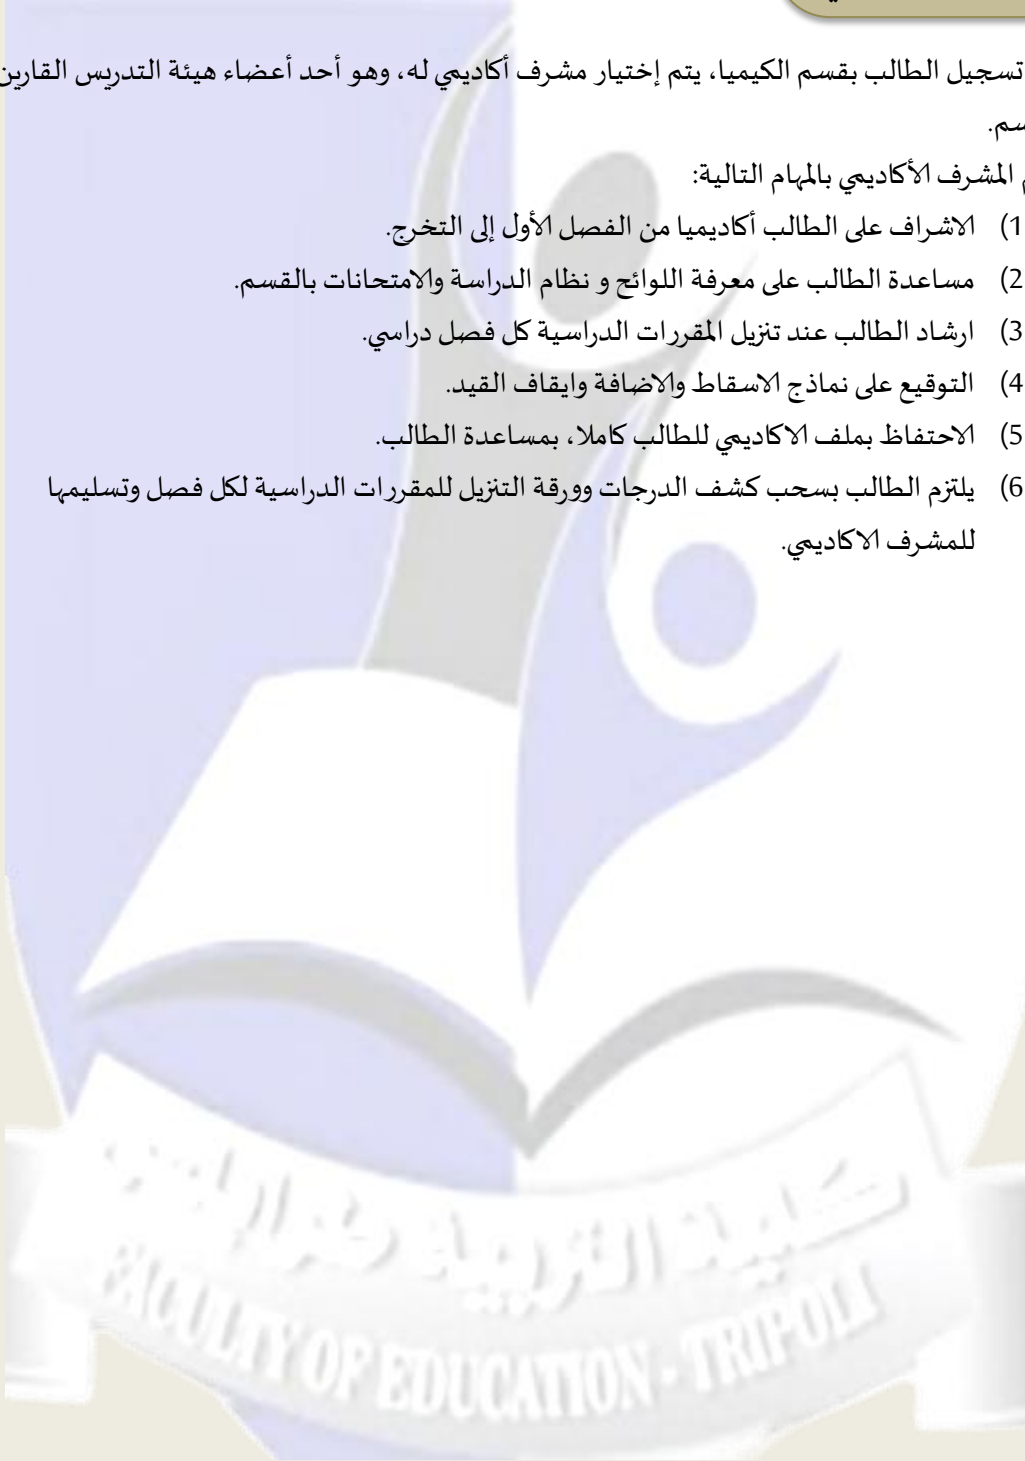 تسجيل الطالب بقسم الكيميا، يتم إختيار مشرف أكاديمي له، وهو أحد أعضاء هيئة التدريس القارين
سم.
المشرف الأكاديمي بالمهام التالية:
1) الاشراف على الطالب أكاديميا من الفصل الأول إلى التخرج.
2) مساعدة الطالب على معرفة اللوائح و نظام الدراسة والامتحانات بالقسم.
3) ارشاد الطالب عند تنزيل المقررات الدراسية كل فصل دراسي.
4) التوقيع على نماذج الاسقاط والاضافة وايقاف القيد.
5) الاحتفاظ بملف الاكاديمي للطالب كاملا، بمساعدة الطالب.
6) يلتزم الطالب بسحب كشف الدرجات وورقة التنزيل للمقررات الدراسية لكل فصل وتسليمها
للمشرف الاكاديمي.
كلية التربية طرابلس
FACULTY OF EDUCATION - TRIPOLI